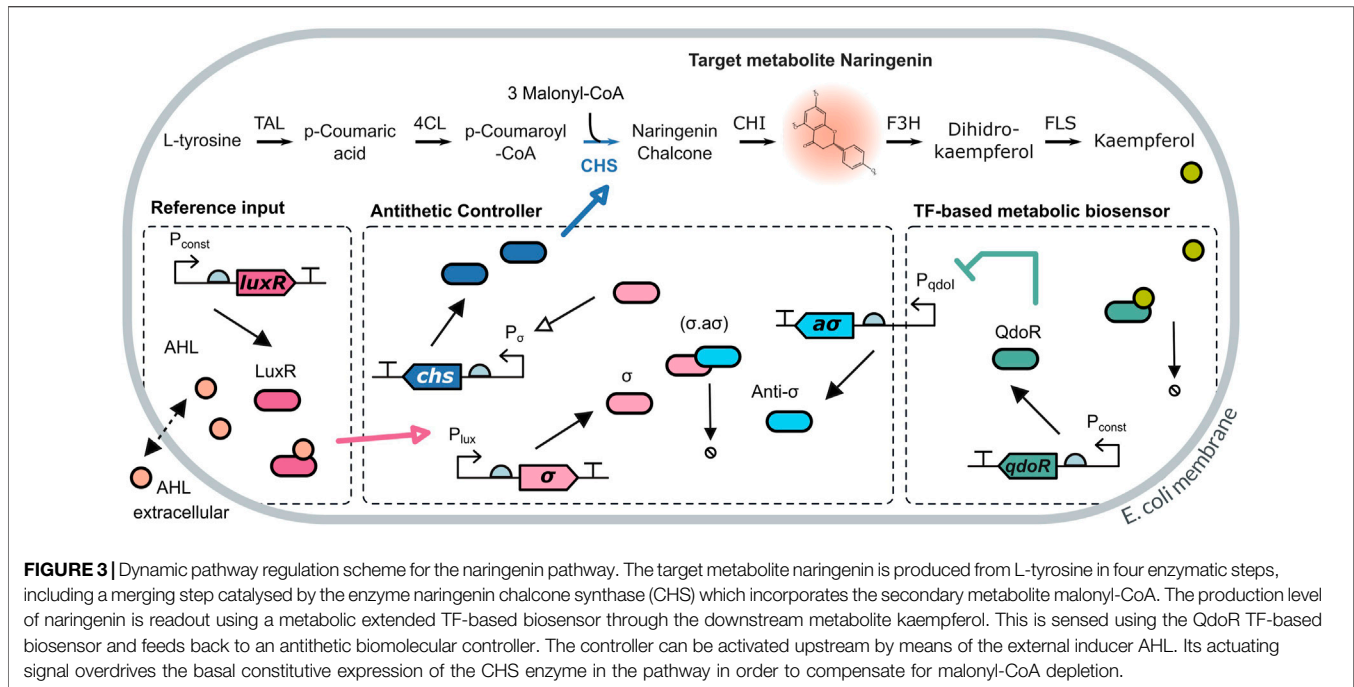 Target metabolite Naringenin
3 Malonyl-CoA
L-tyrosine
TAL
p-Coumaric
acid
4CL
p-Coumaroyl
-CoA
CHS
Naringenin
Chalcone
CHI
F3H
Dihidro-
kaempferol
FLS
Kaempferol
Reference input
Pconst
luxR
AHL
LuxR
AHL
extracellular
Antithetic Controller
Pσ
chs
σ
Plux
σ
(σ.aσ)
aσ
Anti-σ
TF-based metabolic biosensor
PqdoI
QdoR
Pconst
qdoR
E. coli membrane
FIGURE 3 | Dynamic pathway regulation scheme for the naringenin pathway. The target metabolite naringenin is produced from L-tyrosine in four enzymatic steps,
including a merging step catalysed by the enzyme naringenin chalcone synthase (CHS) which incorporates the secondary metabolite malonyl-CoA. The production level
of naringenin is readout using a metabolic extended TF-based biosensor through the downstream metabolite kaempferol. This is sensed using the QdoR TF-based
biosensor and feeds back to an antithetic biomolecular controller. The controller can be activated upstream by means of the external inducer AHL. Its actuating
signal overdrives the basal constitutive expression of the CHS enzyme in the pathway in order to compensate for malonyl-CoA depletion.